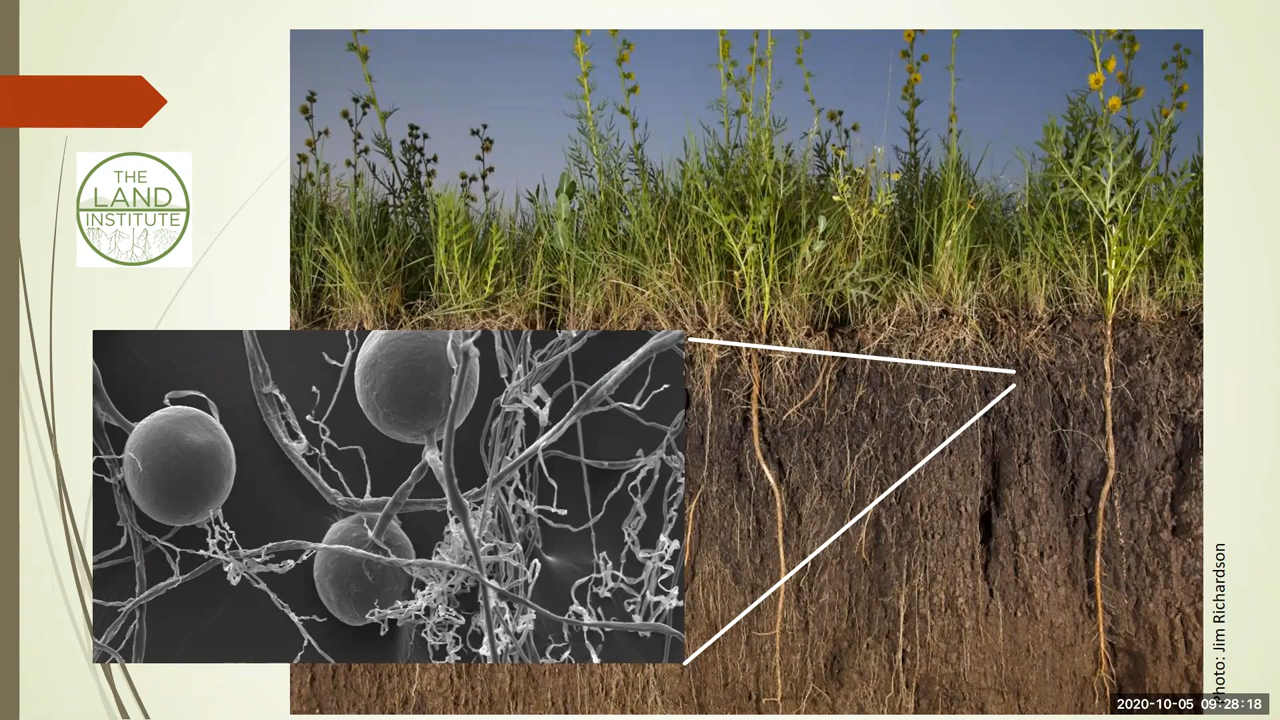 THE
LAND
INSTITUTE
Photo: Jim Richardson
2020-10-05 09:28:18